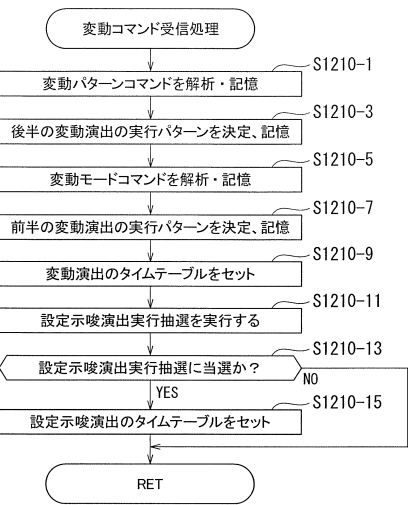 変動コマンド受信処理
S1210-1
変動パターンコマンドを解析・記憶
S1210-3
後半の変動演出の実行パターンを決定、記憶
S1210-5
変動モードコマンドを解析・記憶
S1210-7
前半の変動演出の実行パターンを決定、記憶
S1210-9
変動演出のタイムテーブルをセット
S1210-11
設定示唆演出実行抽選を実行する
S1210-13
設定示唆演出実行抽選に当選か?
NO
YES
S1210-15
設定示唆演出のタイムテーブルをセット
RET